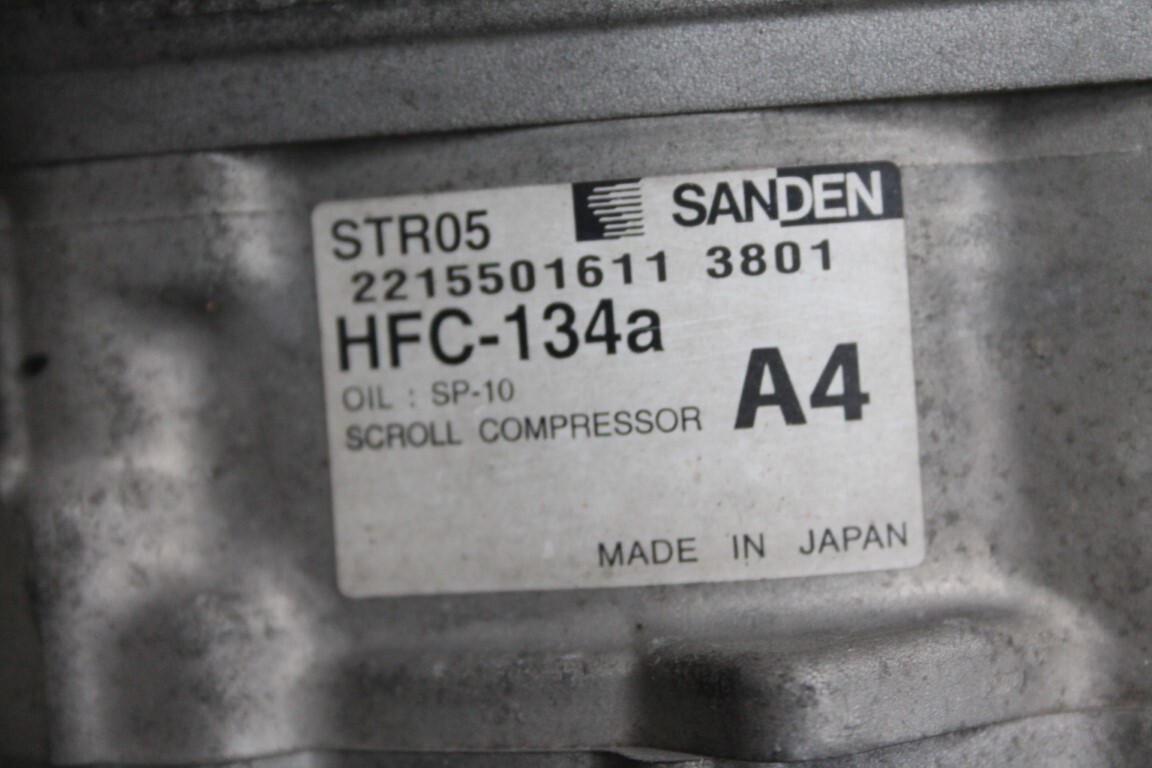 STR05 SANDEN
2215501611 3801
HFC-134a
OIL : SP-10
A4
SCROLL COMPRESSOR
MADE IN JAPAN